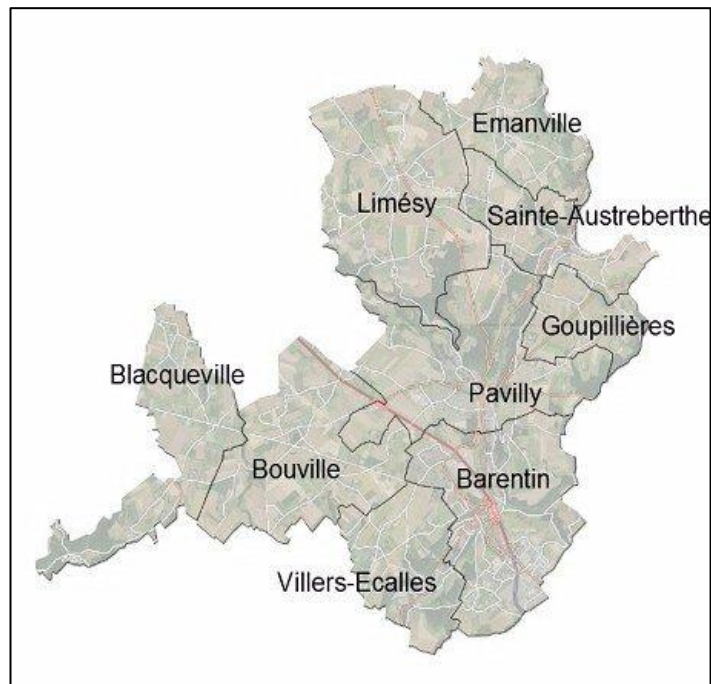 Emanville
Limésy
Sainte-Austreberthe
Goupillières
Blacqueville
Pavilly
Bouville
Barentin
Villers-Ecalles